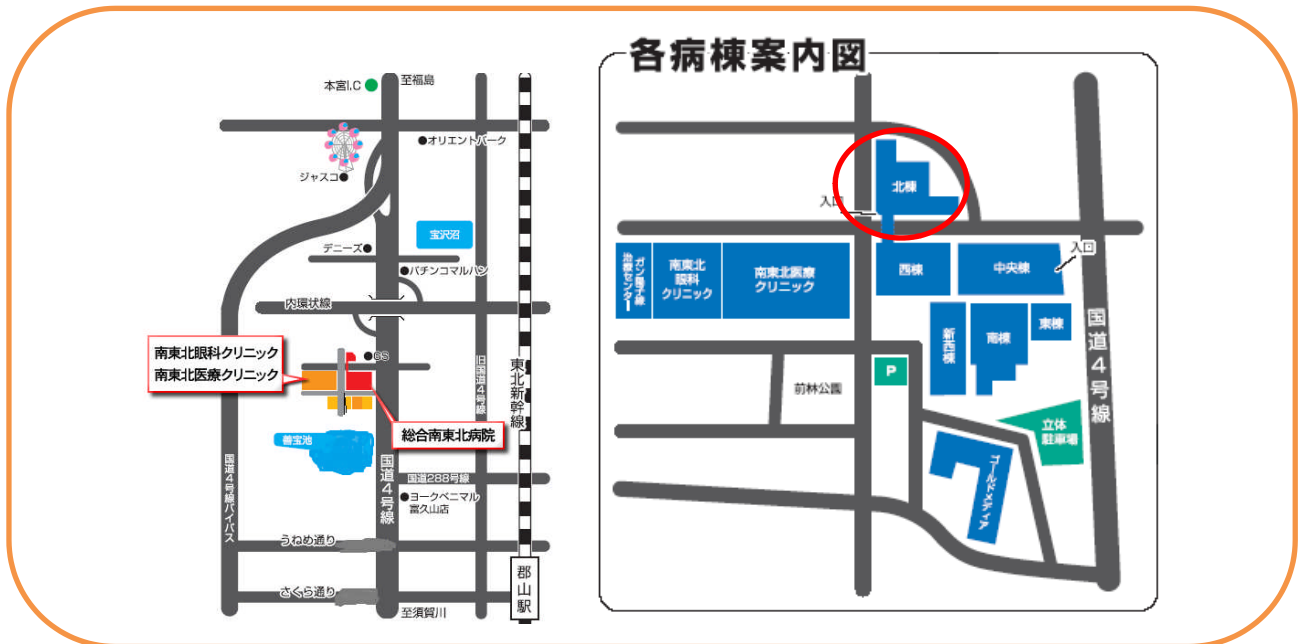 各病棟案内図
本宮I.C
至福島
オリエントパーク
ジャスコ
宝沢沼
デニーズ
パチンコマルハン
内環状線
GS
南東北眼科クリニック
南東北医療クリニック
総合南東北病院
善宝池
旧国道4号線
東北新幹線
国道4号線バイパス
国道4号線
国道288号線
ヨークベニマル
富久山店
うねめ通り
さくら通り
至須賀川
郡山駅
北棟
入口
ガン陽子線
治療センター
南東北
眼科
クリニック
南東北医療
クリニック
西棟
中央棟
入口
新西棟
南棟
東棟
国道4号線
P
前林公園
立体
駐車場
ゴールドメディア